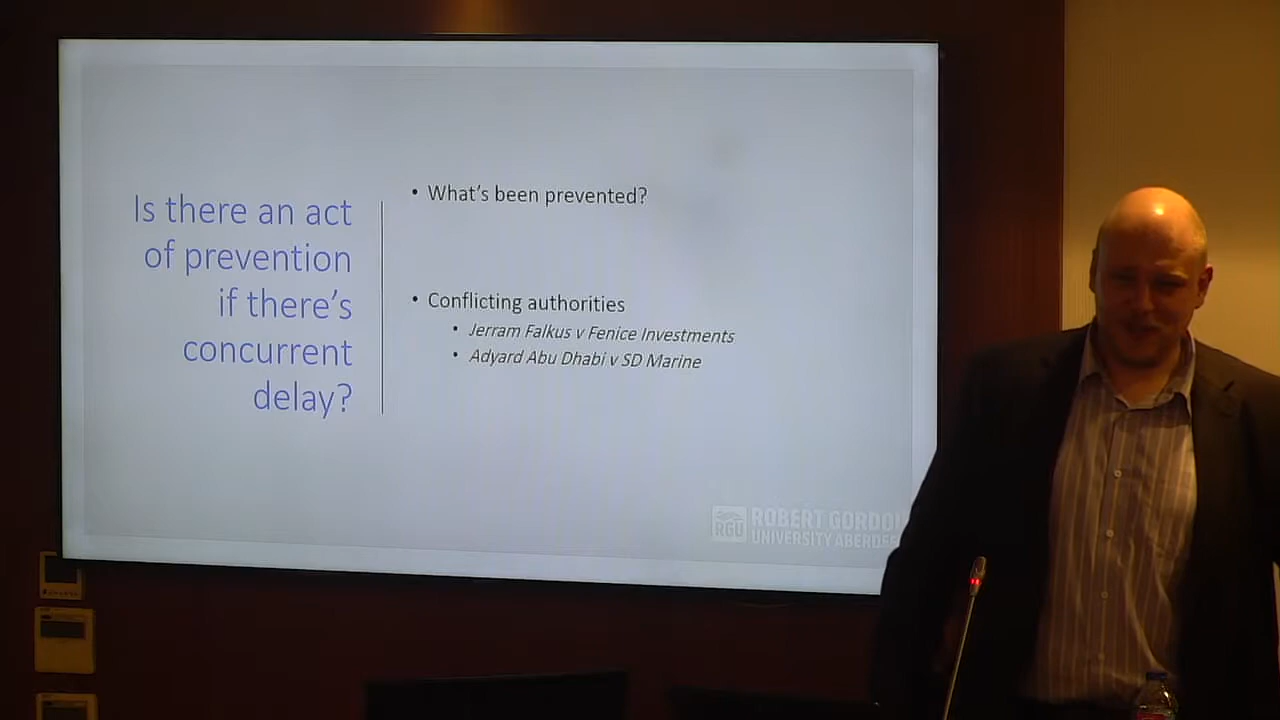 Is there an act
of prevention
if there's
concurrent
delay?
• What's been prevented?
• Conflicting authorities
• Jerram Falkus v Fenice Investments
• Adyard Abu Dhabi v SD Marine
RGU
ROBERT GORDON
UNIVERSITY ABERDEEN